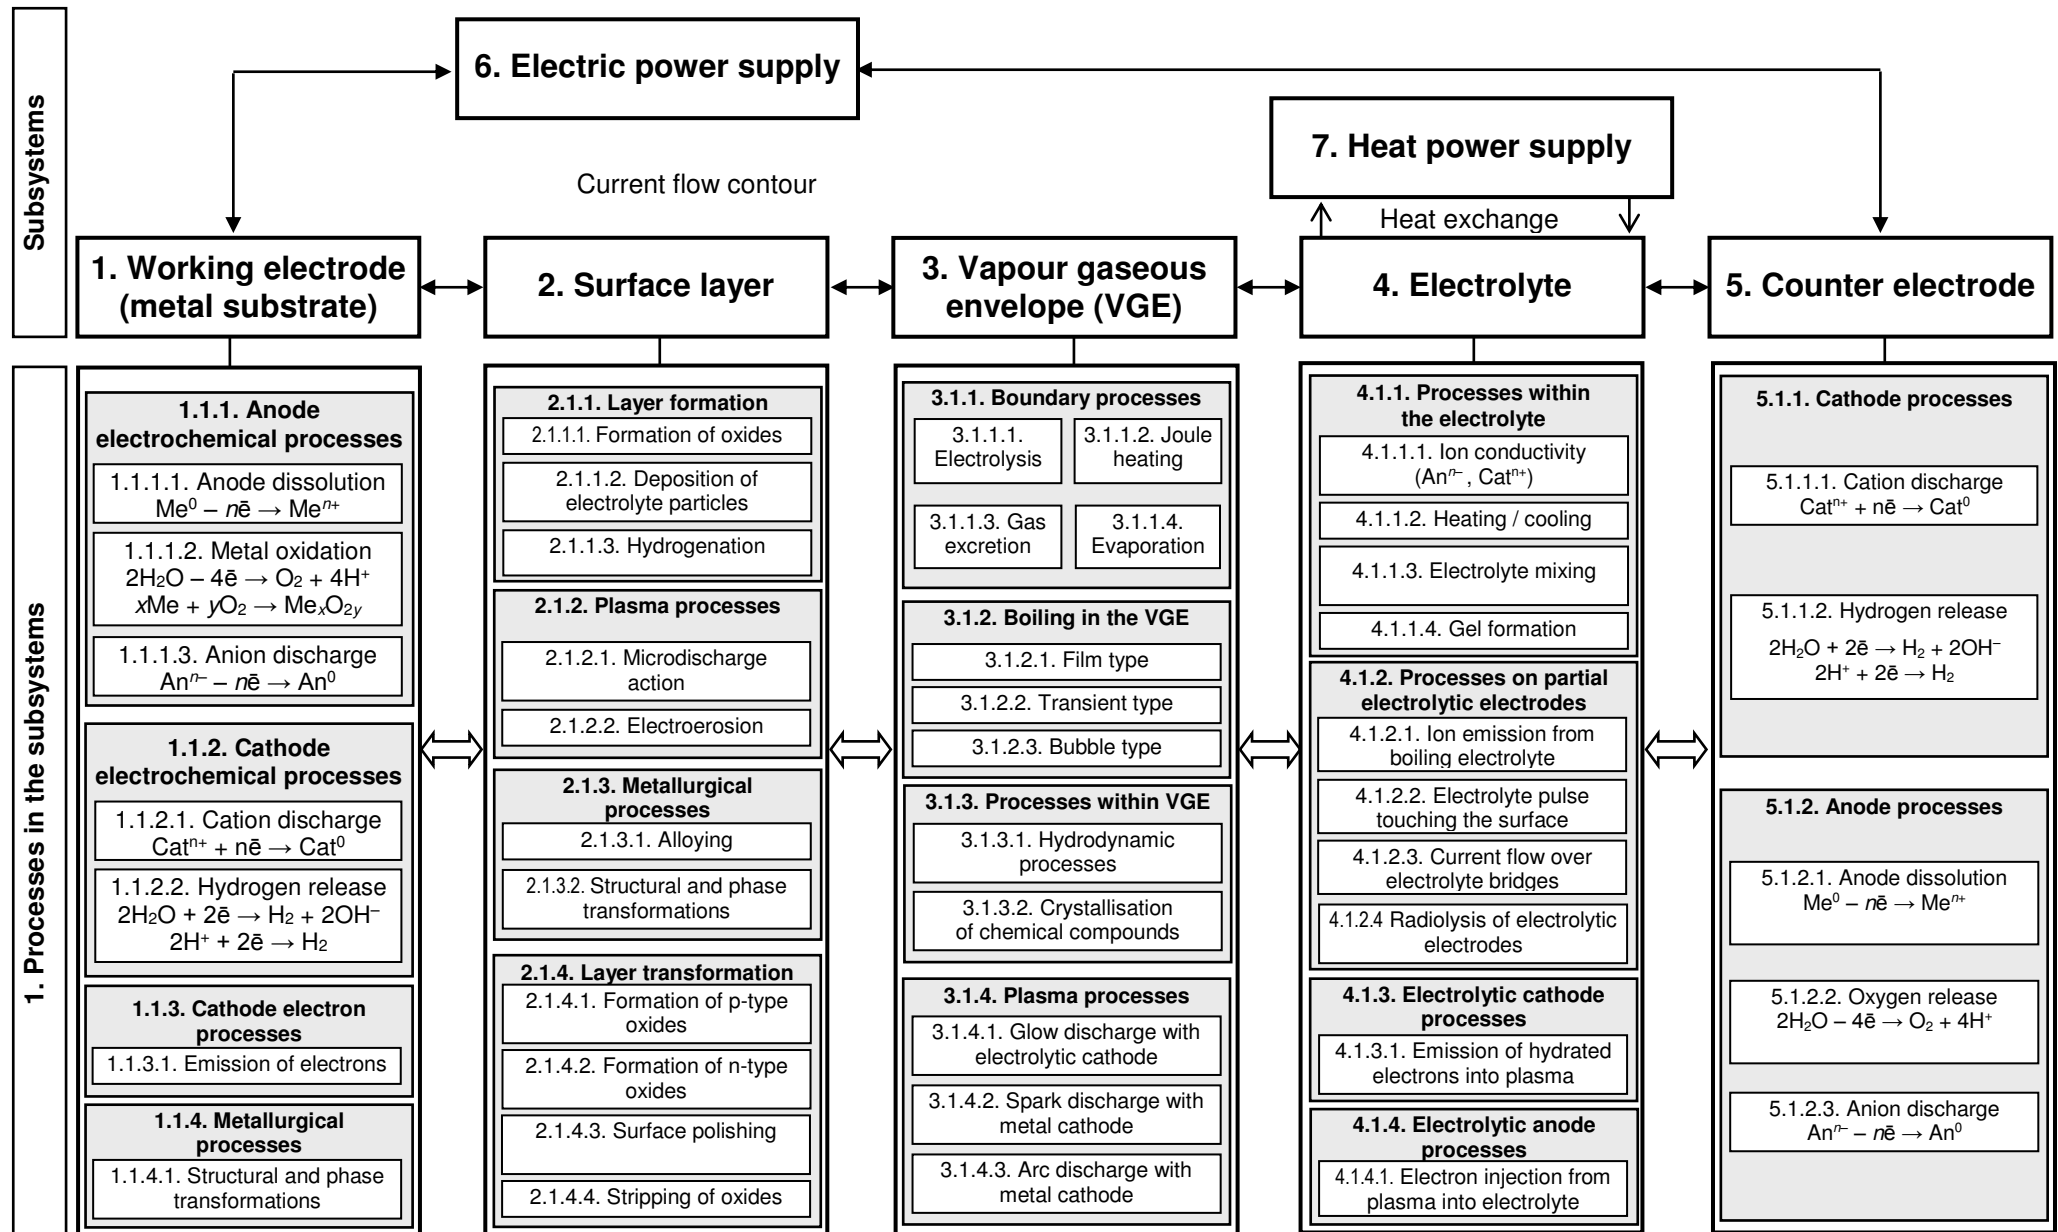 Subsystems
6. Electric power supply
7. Heat power supply
Current flow contour
Heat exchange
1. Working electrode
(metal substrate)
2. Surface layer
3. Vapour gaseous
envelope (VGE)
4. Electrolyte
5. Counter electrode
1. Processes in the subsystems
1.1.1. Anode
electrochemical processes
1.1.1.1. Anode dissolution
Me⁰ – nē → Meⁿ⁺
1.1.1.2. Metal oxidation
2H₂O – 4ē → O₂ + 4H⁺
xMe + yO₂ → MeₓO₂y
1.1.1.3. Anion discharge
Anⁿ⁻ – nē → An⁰
1.1.2. Cathode
electrochemical processes
1.1.2.1. Cation discharge
Catⁿ⁺ + nē → Cat⁰
1.1.2.2. Hydrogen release
2H₂O + 2ē → H₂ + 2OH⁻
2H⁺ + 2ē → H₂
1.1.3. Cathode electron
processes
1.1.3.1. Emission of electrons
1.1.4. Metallurgical
processes
1.1.4.1. Structural and phase
transformations
2.1.1. Layer formation
2.1.1.1. Formation of oxides
2.1.1.2. Deposition of
electrolyte particles
2.1.1.3. Hydrogenation
2.1.2. Plasma processes
2.1.2.1. Microdischarge
action
2.1.2.2. Electroerosion
2.1.3. Metallurgical
processes
2.1.3.1. Alloying
2.1.3.2. Structural and phase
transformations
2.1.4. Layer transformation
2.1.4.1. Formation of p-type
oxides
2.1.4.2. Formation of n-type
oxides
2.1.4.3. Surface polishing
2.1.4.4. Stripping of oxides
3.1.1. Boundary processes
3.1.1.1.
Electrolysis
3.1.1.2. Joule
heating
3.1.1.3. Gas
excretion
3.1.1.4.
Evaporation
3.1.2. Boiling in the VGE
3.1.2.1. Film type
3.1.2.2. Transient type
3.1.2.3. Bubble type
3.1.3. Processes within VGE
3.1.3.1. Hydrodynamic
processes
3.1.3.2. Crystallisation
of chemical compounds
3.1.4. Plasma processes
3.1.4.1. Glow discharge with
electrolytic cathode
3.1.4.2. Spark discharge with
metal cathode
3.1.4.3. Arc discharge with
metal cathode
4.1.1. Processes within
the electrolyte
4.1.1.1. Ion conductivity
(Anⁿ⁻ , Catⁿ⁺)
4.1.1.2. Heating / cooling
4.1.1.3. Electrolyte mixing
4.1.1.4. Gel formation
4.1.2. Processes on partial
electrolytic electrodes
4.1.2.1. Ion emission from
boiling electrolyte
4.1.2.2. Electrolyte pulse
touching the surface
4.1.2.3. Current flow over
electrolyte bridges
4.1.2.4 Radiolysis of electrolytic
electrodes
4.1.3. Electrolytic cathode
processes
4.1.3.1. Emission of hydrated
electrons into plasma
4.1.4. Electrolytic anode
processes
4.1.4.1. Electron injection from
plasma into electrolyte
5.1.1. Cathode processes
5.1.1.1. Cation discharge
Catⁿ⁺ + nē → Cat⁰
5.1.1.2. Hydrogen release
2H₂O + 2ē → H₂ + 2OH⁻
2H⁺ + 2ē → H₂
5.1.2. Anode processes
5.1.2.1. Anode dissolution
Me⁰ – nē → Meⁿ⁺
5.1.2.2. Oxygen release
2H₂O – 4ē → O₂ + 4H⁺
5.1.2.3. Anion discharge
Anⁿ⁻ – nē → An⁰